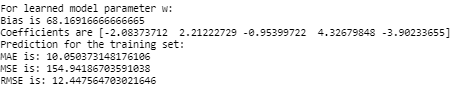 For learned model parameter w:
Bias is 68.16916666666665
Coefficients are [-2.08373712  2.21222729 -0.95399722  4.32679848 -3.90233655]
Prediction for the training set:
MAE is: 10.050373148176106
MSE is: 154.94186703591038
RMSE is: 12.447564703021646